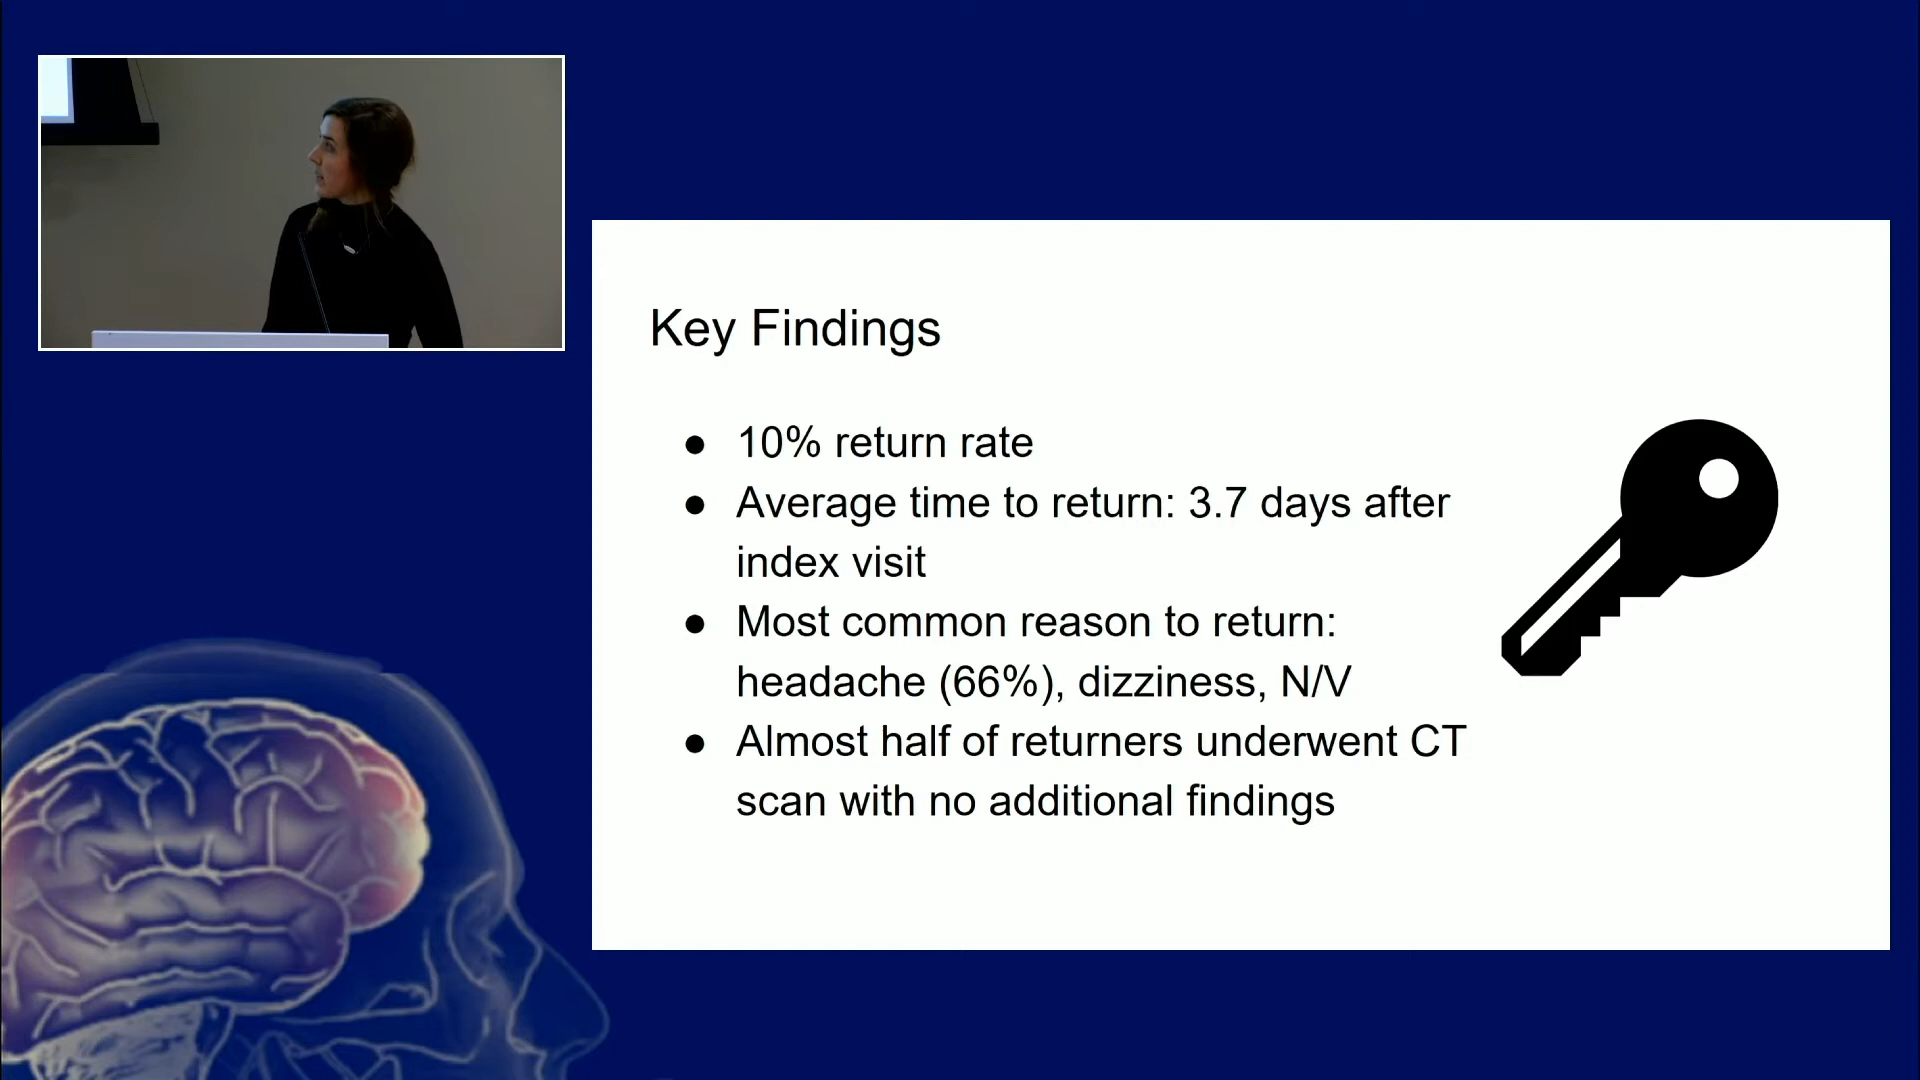 Key Findings
● 10% return rate
● Average time to return: 3.7 days after
index visit
● Most common reason to return:
headache (66%), dizziness, N/V
● Almost half of returners underwent CT
scan with no additional findings